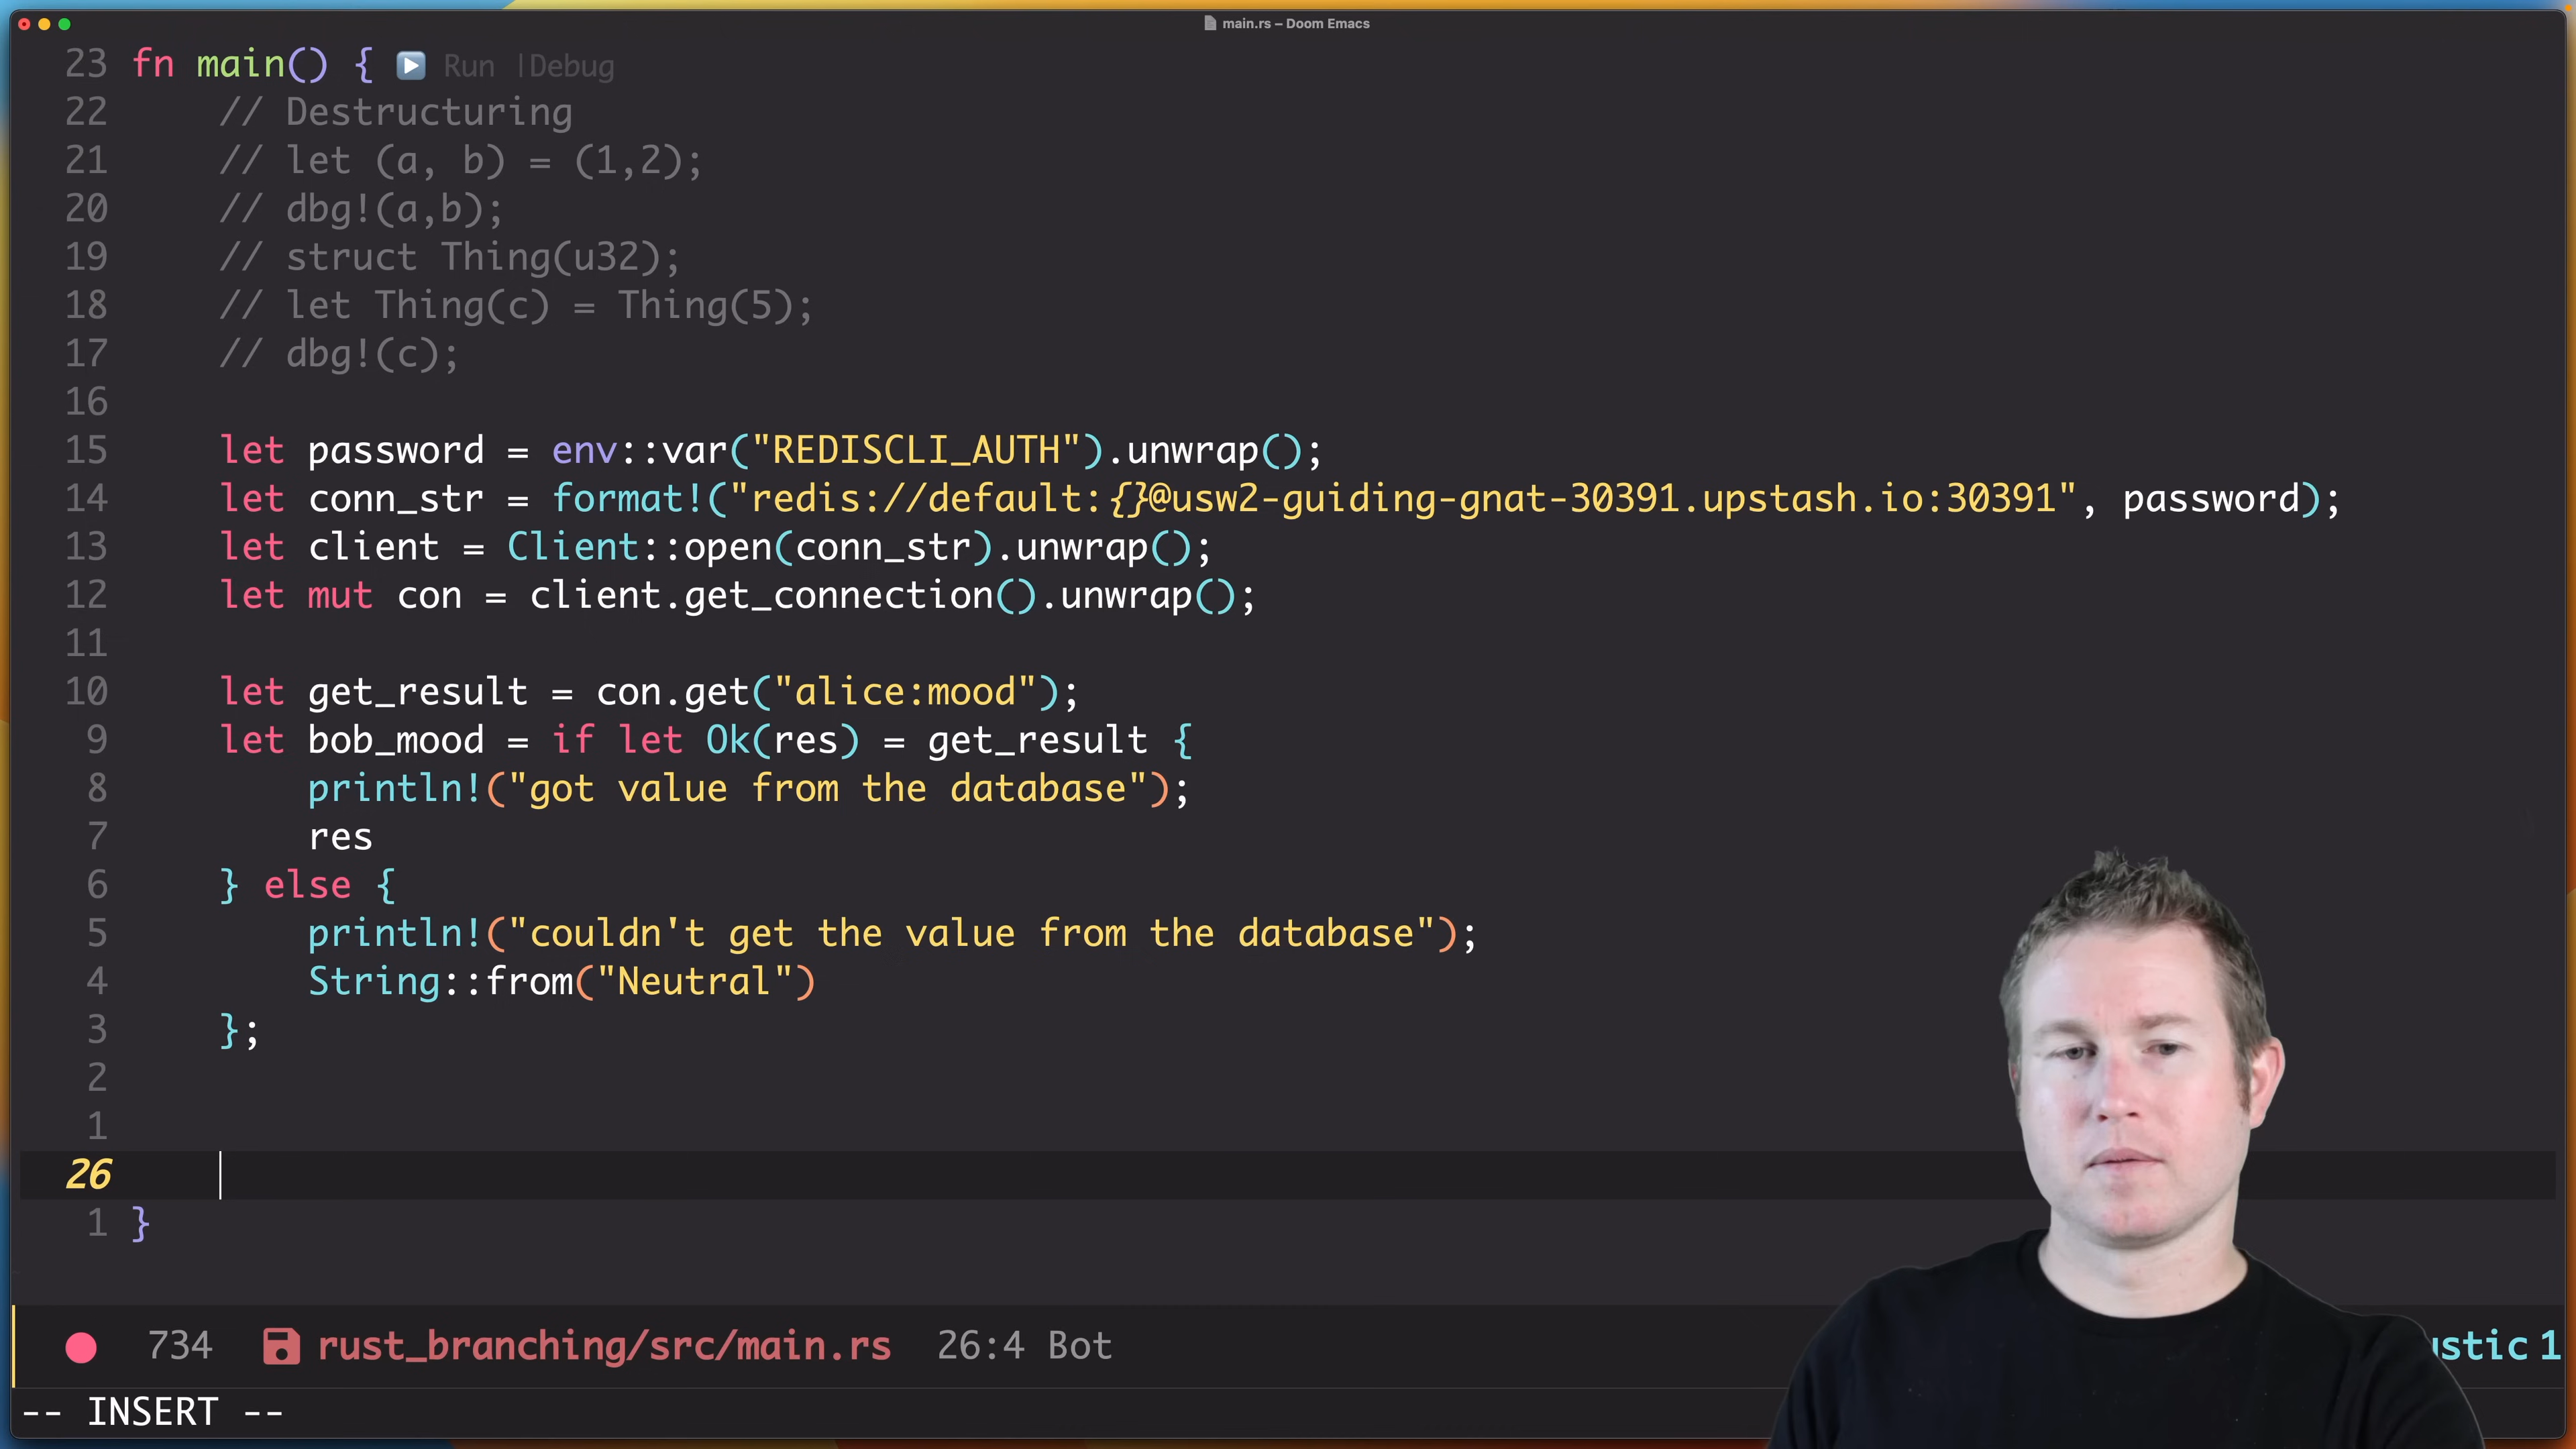 main.rs – Doom Emacs
23 fn main() { Run |Debug
22 // Destructuring
21 // let (a, b) = (1,2);
20 // dbg!(a,b);
19 // struct Thing(u32);
18 // let Thing(c) = Thing(5);
17 // dbg!(c);
16
15 let password = env::var("REDISCLI_AUTH").unwrap();
14 let conn_str = format!("redis://default:{}@usw2-guiding-gnat-30391.upstash.io:30391", password);
13 let client = Client::open(conn_str).unwrap();
12 let mut con = client.get_connection().unwrap();
11
10 let get_result = con.get("alice:mood");
9 let bob_mood = if let Ok(res) = get_result {
8 println!("got value from the database");
7 res
6 } else {
5 println!("couldn't get the value from the database");
4 String::from("Neutral")
3 };
2
1
26
1 }
734 rust_branching/src/main.rs 26:4 Bot ustic 1
-- INSERT --